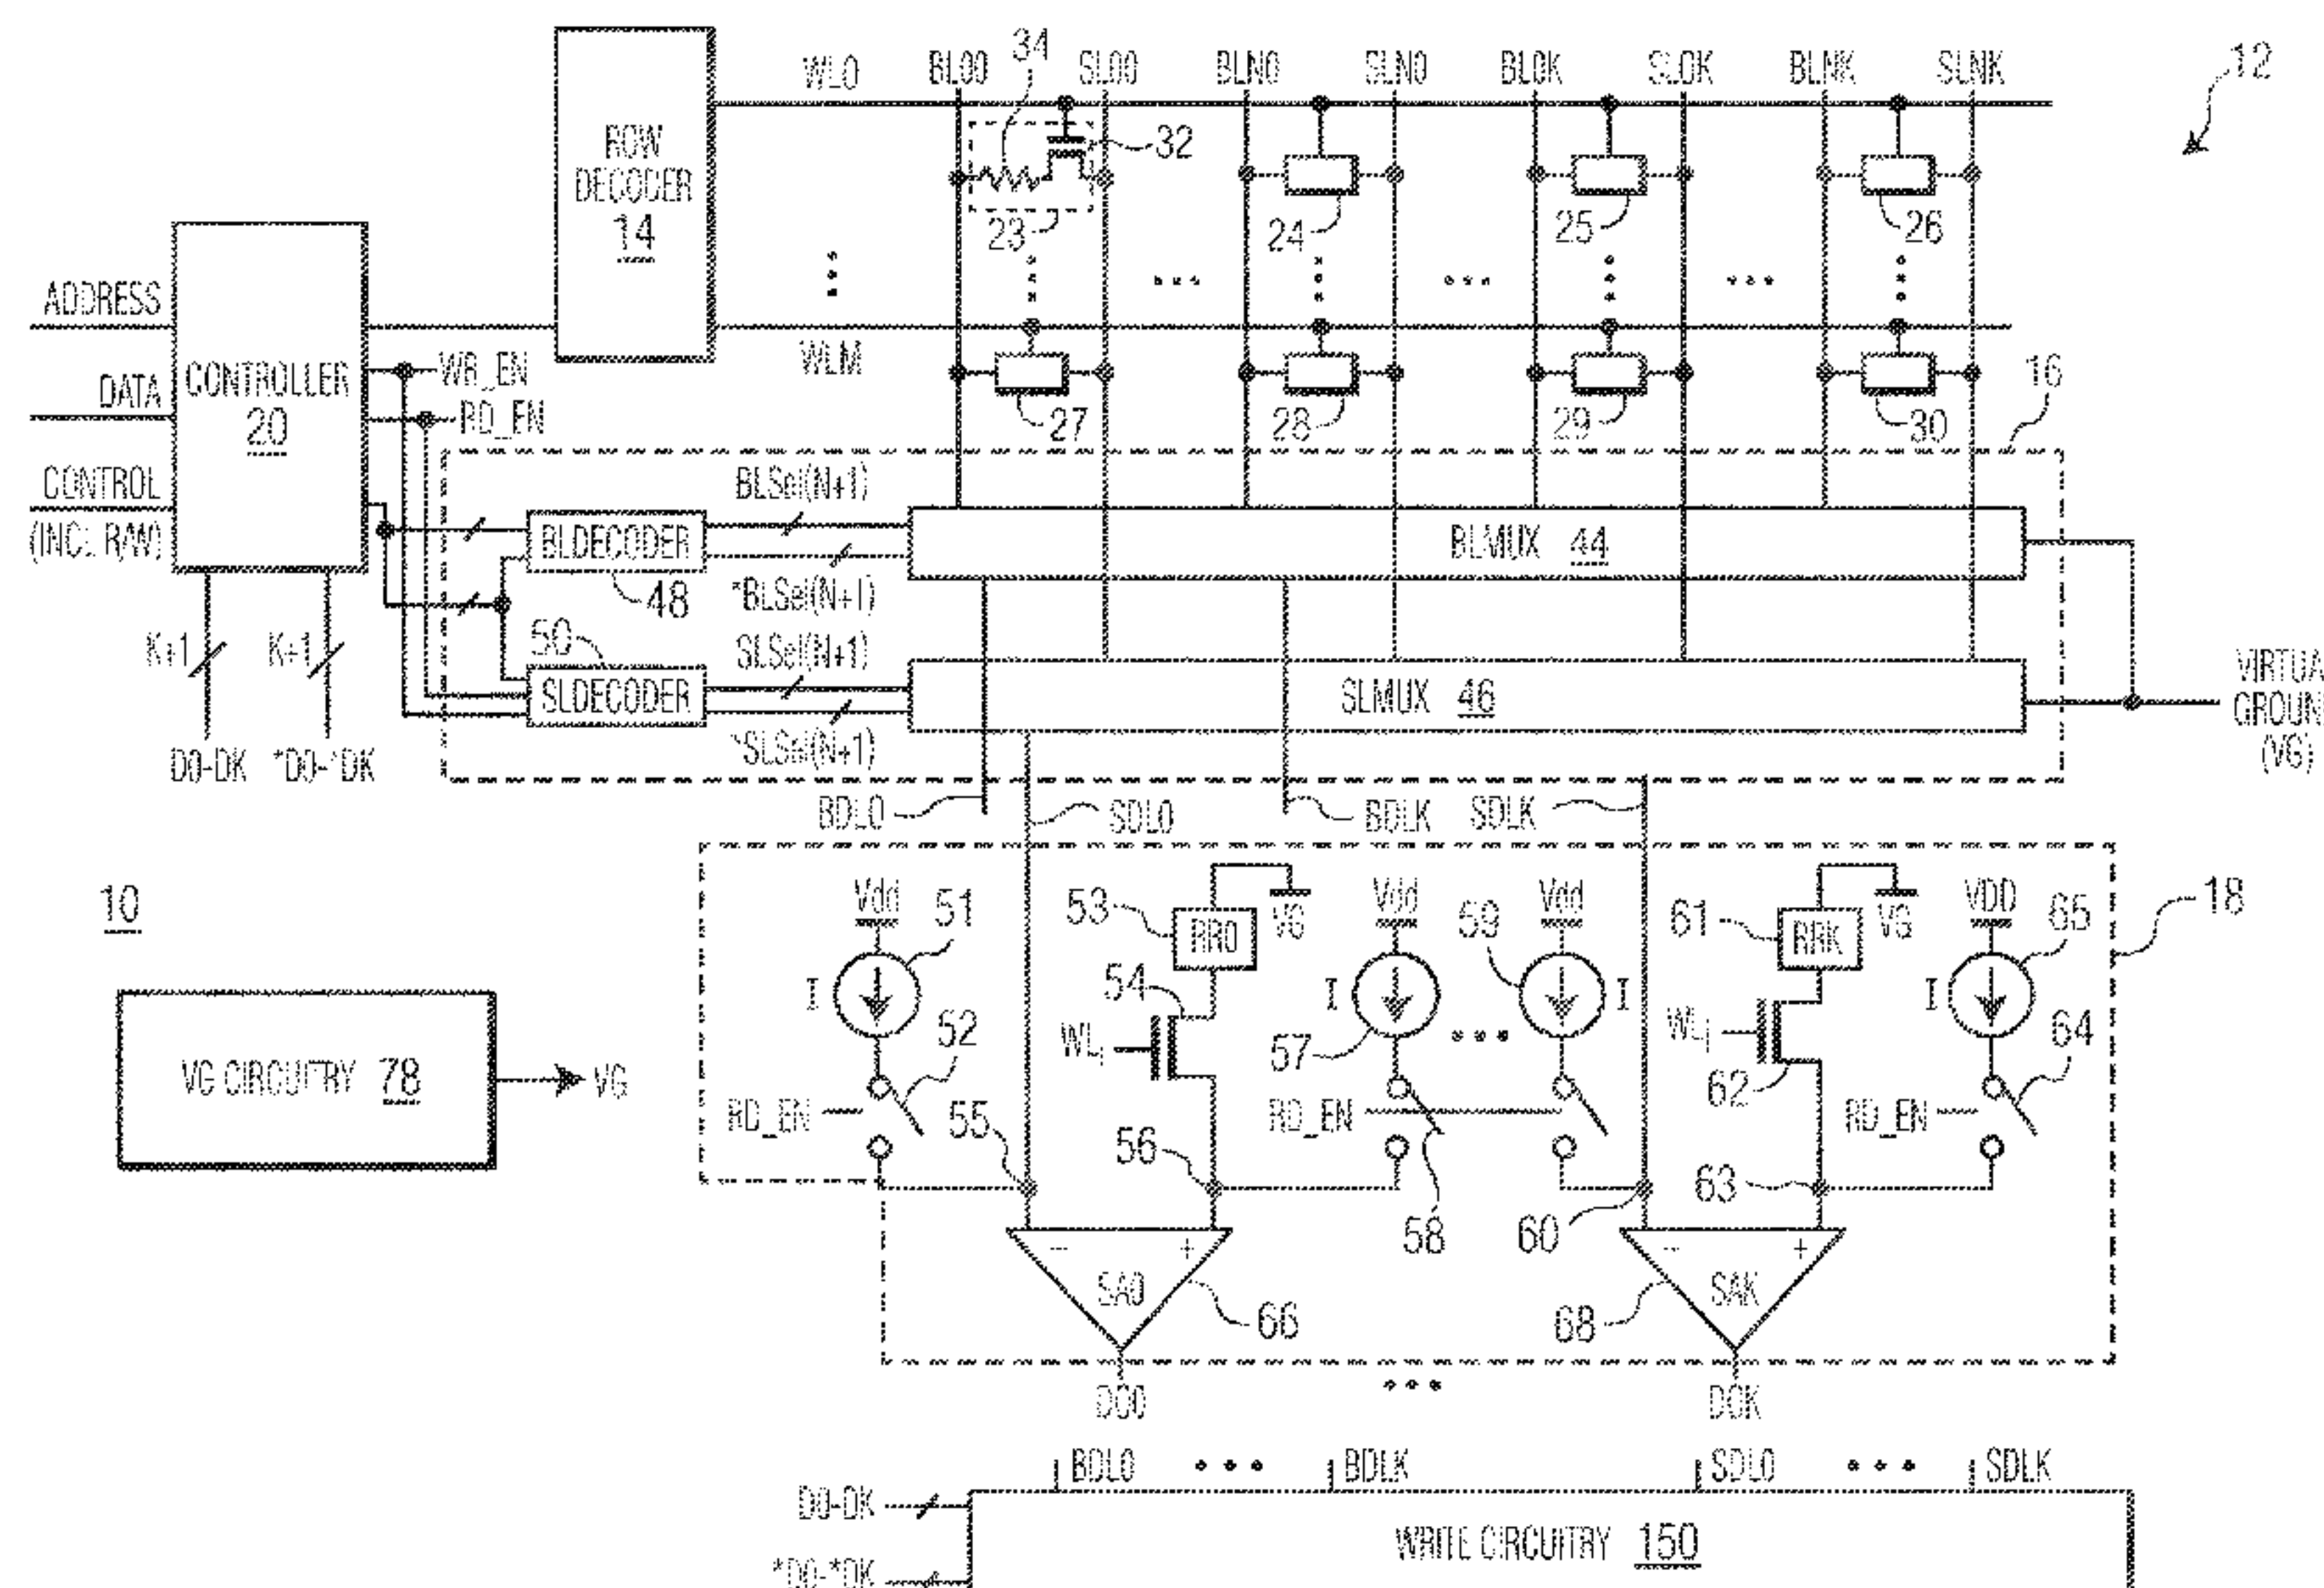 34
12
WL0
BL00
SL00
BLN0
SLN0
BL0K
SL0K
BLNK
SLNK
ROW
DECODER
14
32
23
24
25
26
ADDRESS
DATA
CONTROL
(INCL R/W)
CONTROLLER
20
WR_EN
RD_EN
WLM
27
28
29
30
16
BLSel(N+1)
BLDECODER
48
*BLSel(N+1)
BLMUX 44
50
SLSel(N+1)
SLDECODER
*SLSel(N+1)
SLMUX 46
K+1
K+1
D0-DK
*D0-*DK
VIRTUA
GROUN
(VG)
BDL0
SDL0
BDLK
SDLK
10
18
Vdd
51
I
52
RD_EN
53
RR0
VG
54
WL
55
56
Vdd
I
57
RD_EN
58
59
Vdd
I
60
61
RRK
VG
WL
62
63
VDD
65
I
64
RD_EN
VG CIRCUITRY 78
VG
-
+
SA0
66
-
+
SAK
68
DO0
DOK
BDL0
BDLK
SDL0
SDLK
D0-DK
*D0-*DK
WRITE CIRCUITRY 150